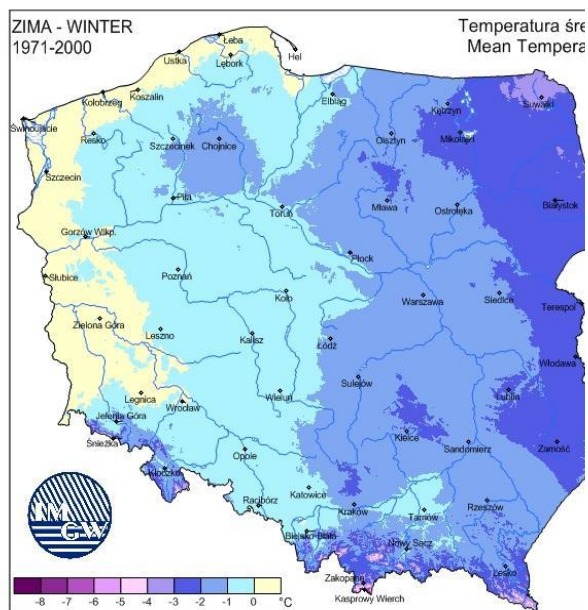 ZIMA - WINTER
1971-2000
Temperatura śre
Mean Tempera
Łeba
Ustka
Lębork
Hel
Koszalin
Kołobrzeg
Elbląg
Kętrzyn
Suwałki
Świnoujście
Resko
Szczecinek
Chojnice
Olsztyn
Mikołajki
Szczecin
Piła
Toruń
Mława
Ostrołęka
Białystok
Gorzów Wlkp.
Płock
Słubice
Poznań
Koło
Warszawa
Siedlce
Terespol
Zielona Góra
Leszno
Kalisz
Łódź
Włodawa
Sulejów
Legnica
Wrocław
Wieluń
Lublin
Jelenia Góra
Kielce
Sandomierz
Zamość
Śnieżka
Opole
Kłodzko
Katowice
Racibórz
Kraków
Tarnów
Rzeszów
IM
GW
Bielsko-Biała
Nowy Sącz
Lesko
Zakopane
Kasprowy Wierch
-8 -7 -6 -5 -4 -3 -2 -1 0 °C